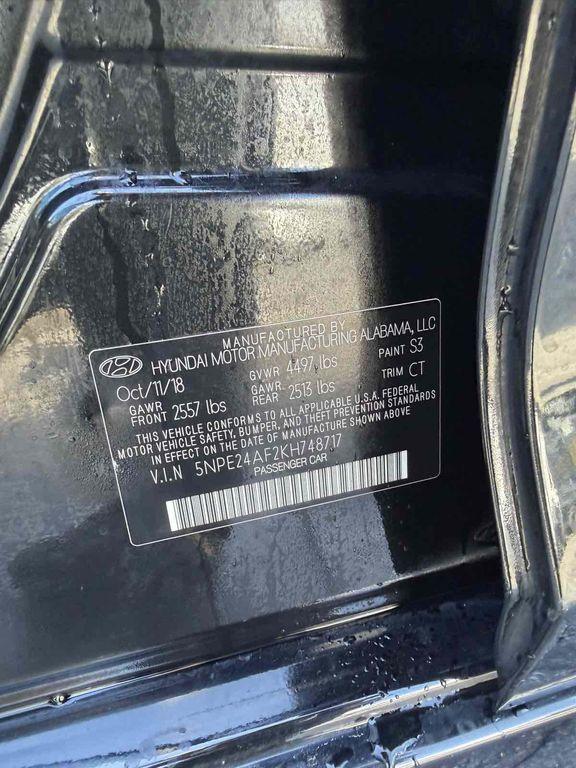 MANUFACTURED BY
HYUNDAI MOTOR MANUFACTURING ALABAMA, LLC
Oct/11/18 GVWR 4497 lbs PAINT S3
GAWR FRONT 2557 lbs GAWR REAR 2513 lbs TRIM CT
THIS VEHICLE CONFORMS TO ALL APPLICABLE U.S.A. FEDERAL
MOTOR VEHICLE SAFETY, BUMPER, AND THEFT PREVENTION STANDARDS
IN EFFECT ON THE DATE OF MANUFACTURE SHOWN ABOVE
V.I.N 5NPE24AF2KH748717
PASSENGER CAR